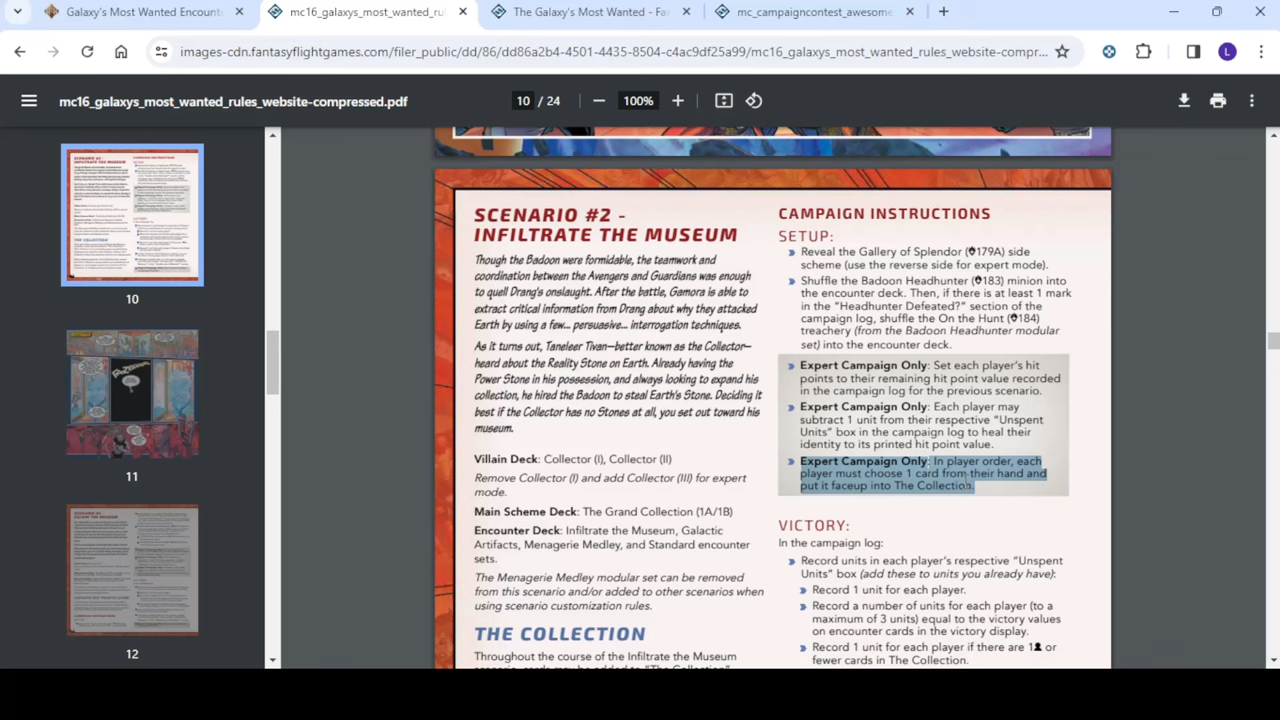 Galaxy's Most Wanted Encount
mc16_galaxys_most_wanted_rul
The Galaxy's Most Wanted - Fan
mc_campaigncontest_awesome
images-cdn.fantasyflightgames.com/filer_public/dd/86/dd86a2b4-4501-4435-8504-c4ac9df25a99/mc16_galaxys_most_wanted_rules_website-compr...
L
mc16_galaxys_most_wanted_rules_website-compressed.pdf
10 / 24
100%
10
11
12
SCENARIO #2 -
INFILTRATE THE MUSEUM
Though the Badoon were formidable, the teamwork and
coordination between the Avengers and Guardians was enough
to quell Drang's onslaught. After the battle, Gamora is able to
extract critical information from Drang about why they attacked
Earth by using a few... persuasive... interrogation techniques.
As it turns out, Taneleer Tivan—better known as the Collector—
heard about the Reality Stone on Earth. Already having the
Power Stone in his possession, and always looking to expand his
collection, he hired the Badoon to steal Earth's Stone. Deciding it
best if the Collector has no Stones at all, you set out toward his
museum.
Villain Deck: Collector (I), Collector (II)
Remove Collector (I) and add Collector (III) for expert
mode.
Main Scheme Deck: The Grand Collection (1A/1B)
Encounter Deck: Infiltrate the Museum, Galactic
Artifacts, Menagerie Medley, and Standard encounter
sets.
The Menagerie Medley modular set can be removed
from this scenario and/or added to other scenarios when
using scenario customization rules.
THE COLLECTION
Throughout the course of the Infiltrate the Museum
CAMPAIGN INSTRUCTIONS
SETUP:
Reveal the Gallery of Splendor (179A) side
scheme (use the reverse side for expert mode).
Shuffle the Badoon Headhunter (183) minion into
the encounter deck. Then, if there is at least 1 mark
in the "Headhunter Defeated?" section of the
campaign log, shuffle the On the Hunt (184)
treachery (from the Badoon Headhunter modular
set) into the encounter deck.
Expert Campaign Only: Set each player's hit
points to their remaining hit point value recorded
in the campaign log for the previous scenario.
Expert Campaign Only: Each player may
subtract 1 unit from their respective "Unspent
Units" box in the campaign log to heal their
identity to its printed hit point value.
Expert Campaign Only: In player order, each
player must choose 1 card from their hand and
put it faceup into The Collection.
VICTORY:
In the campaign log:
Record units in each player's respective "Unspent
Units" box (add these to units you already have):
Record 1 unit for each player.
Record a number of units for each player (to a
maximum of 3 units) equal to the victory values
on encounter cards in the victory display.
Record 1 unit for each player if there are 1 or
fewer cards in The Collection.